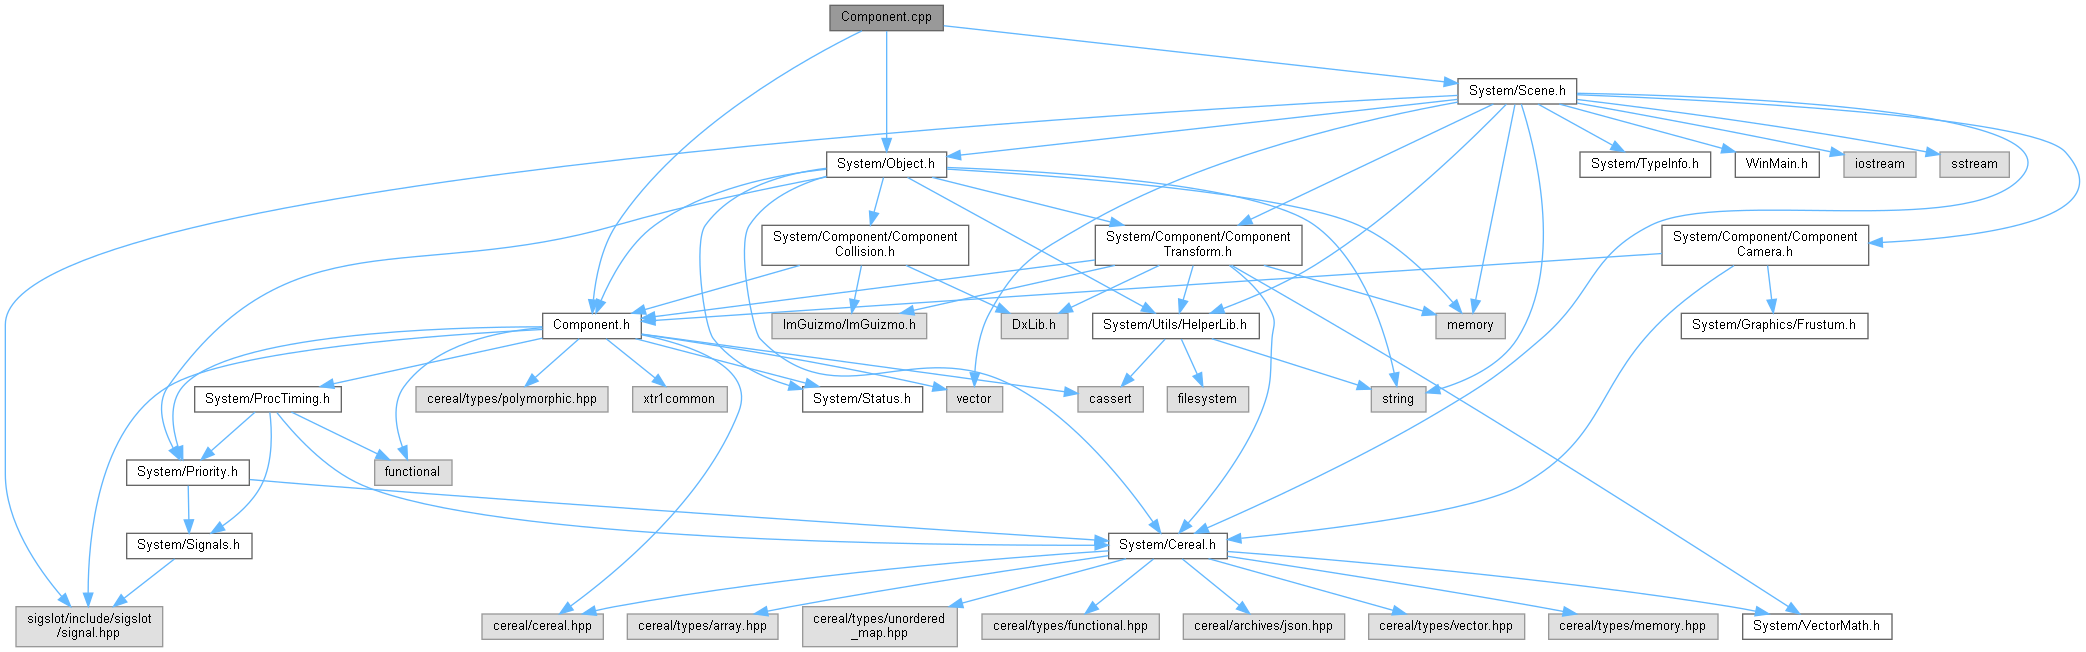 Component.cpp
System/Scene.h
System/Object.h
System/TypeInfo.h
WinMain.h
iostream
sstream
System/Component/Component
Collision.h
System/Component/Component
Transform.h
System/Component/Component
Camera.h
Component.h
ImGuizmo/ImGuizmo.h
DxLib.h
System/Utils/HelperLib.h
memory
System/Graphics/Frustum.h
System/ProcTiming.h
cereal/types/polymorphic.hpp
xtr1common
System/Status.h
vector
cassert
filesystem
string
System/Priority.h
functional
System/Signals.h
System/Cereal.h
sigslot/include/sigslot
/signal.hpp
cereal/cereal.hpp
cereal/types/array.hpp
cereal/types/unordered
_map.hpp
cereal/types/functional.hpp
cereal/archives/json.hpp
cereal/types/vector.hpp
cereal/types/memory.hpp
System/VectorMath.h